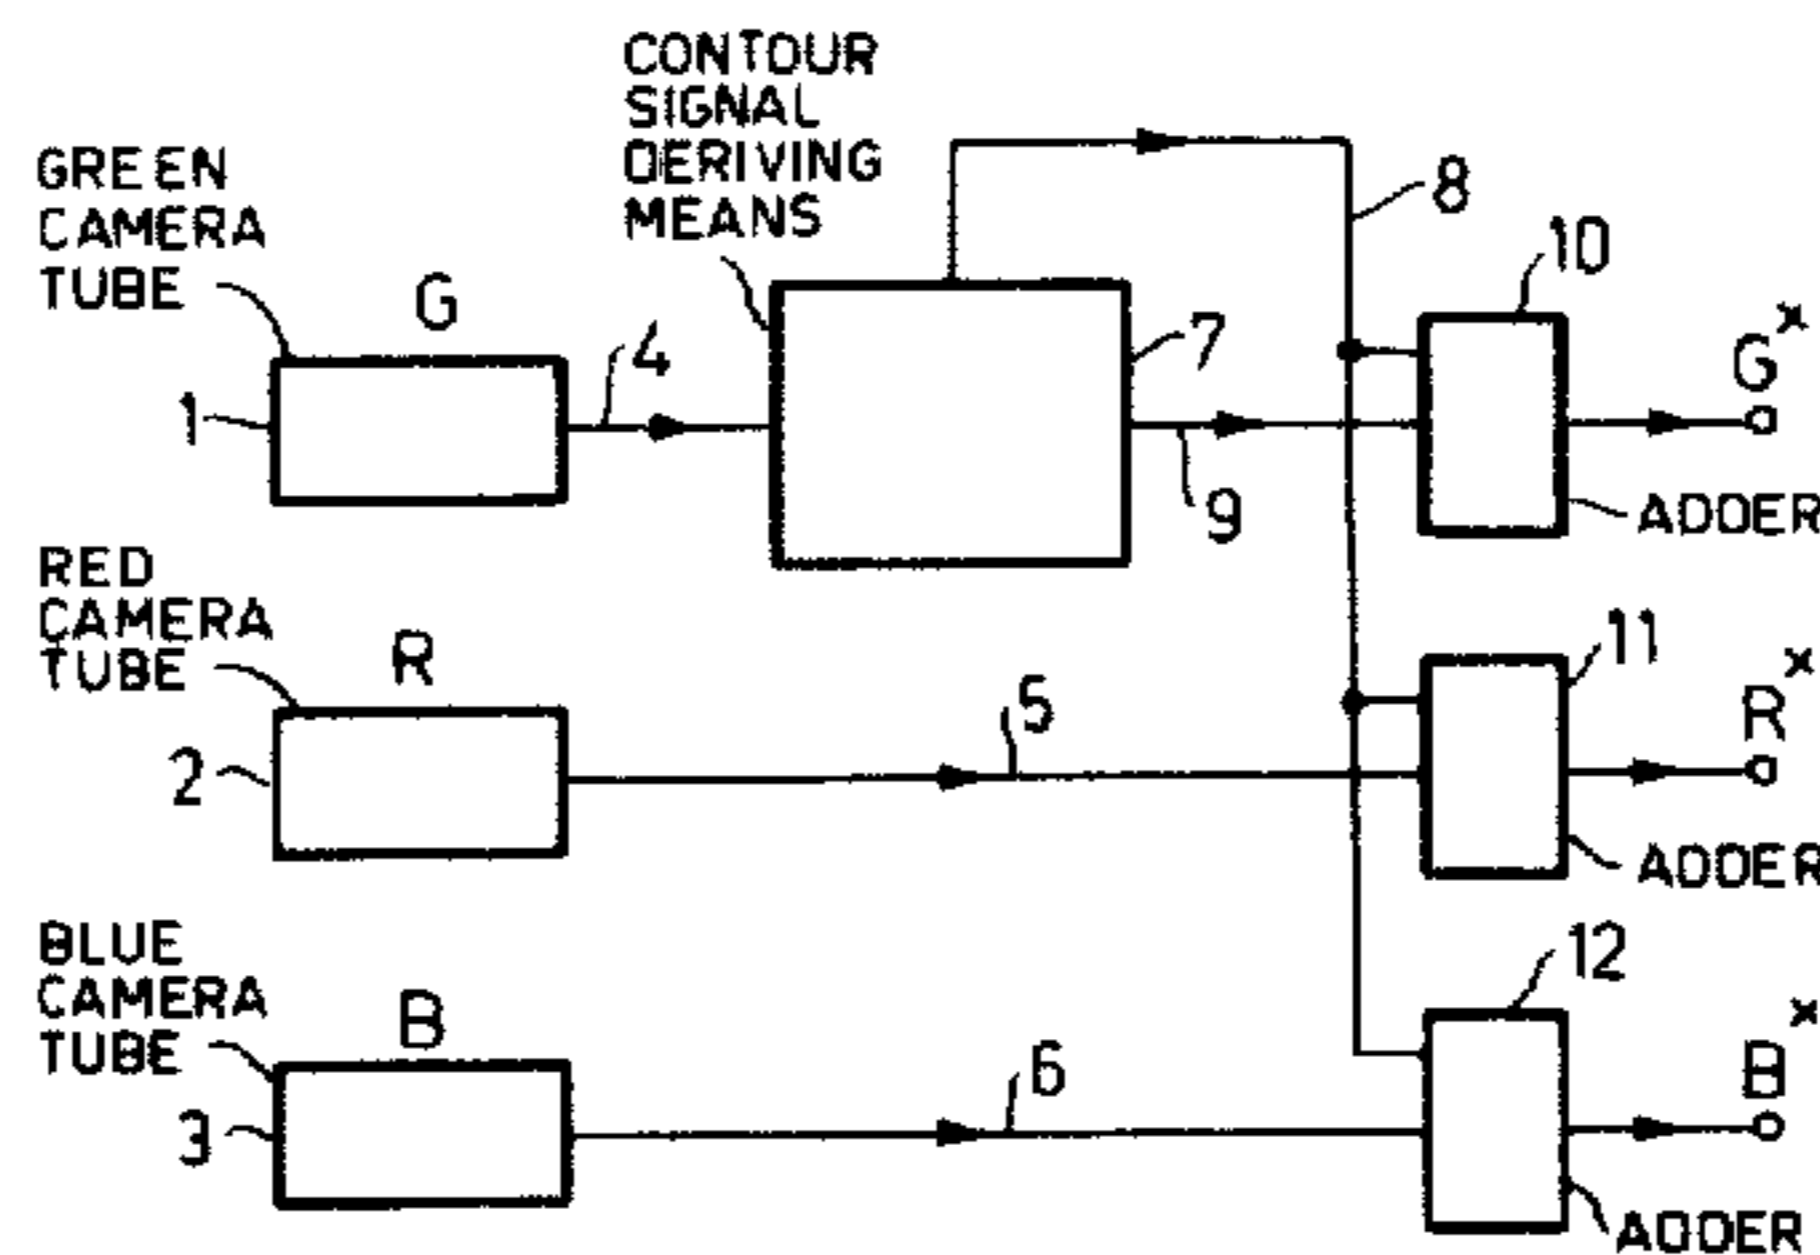 CONTOUR
SIGNAL
DERIVING
MEANS
GREEN
CAMERA
TUBE
G
1
4
7
8
9
10
G x
ADDER
RED
CAMERA
TUBE
R
2
5
11
R x
ADDER
BLUE
CAMERA
TUBE
B
3
6
12
B x
ADDER